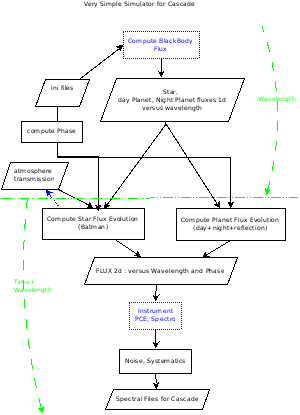 Very Simple Simulator for Cascade
Compute BlackBody
Flux
ini files
Star,
day Planet, Night Planet fluxes 1d
versus wavelength
Wavelength
compute Phase
atmosphere
transmission
Compute Star Flux Evolution
(Batman)
Compute Planet Flux Evolution
(day+night+reflection)
FLUX 2d : versus Wavelength and Phase
Time+
Wavelength
Instrument
PCE, Spectro
Noise, Systematics
Spectral Files for Cascade